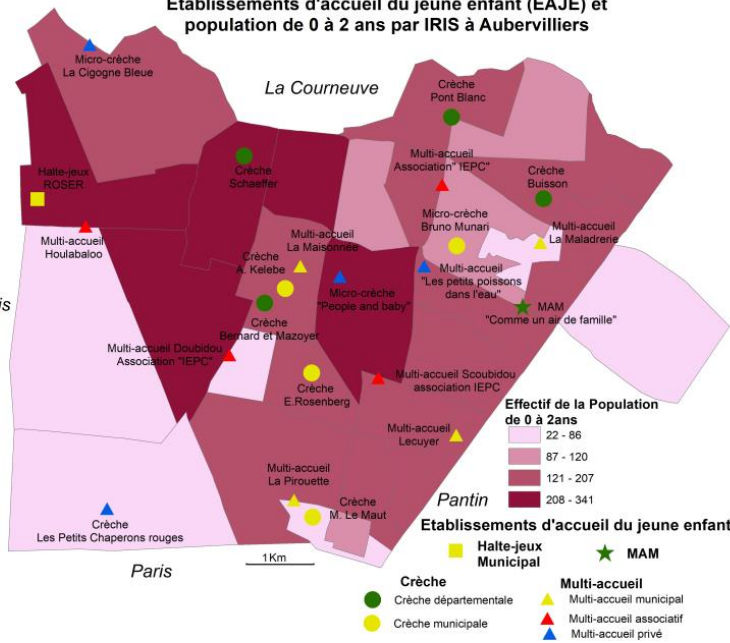 Etablissements d'accueil du jeune enfant (EAJE) et
population de 0 à 2 ans par IRIS à Aubervilliers
Micro-crèche
La Cigogne Bleue
La Courneuve
Crèche
Pont Blanc
Halte-jeux
ROSER
Crèche
Schaeffer
Multi-accueil
Association" IEPC"
Crèche
Buisson
Multi-accueil
Houlabaloo
Crèche
A. Kelebe
Multi-accueil
La Maisonnée
Micro-crèche
Bruno Munari
Multi-accueil
La Maladrerie
Micro-crèche
"People and baby"
Multi-accueil
"Les petits poissons
dans l'eau"
MAM
"Comme un air de famille"
Crèche
Bernard et Mazoyer
Multi-accueil Doubidou
Association "IEPC"
Crèche
E.Rosenberg
Multi-accueil Scoubidou
association IEPC
Multi-accueil
Lecuyer
Multi-accueil
La Pirouette
Crèche
M. Le Maut
Crèche
Les Petits Chaperons rouges
Pantin
Paris
1Km
Effectif de la Population
de 0 à 2ans
22 - 86
87 - 120
121 - 207
208 - 341
Etablissements d'accueil du jeune enfant
Halte-jeux
Municipal
MAM
Crèche
Crèche départementale
Crèche municipale
Multi-accueil
Multi-accueil municipal
Multi-accueil associatif
Multi-accueil privé